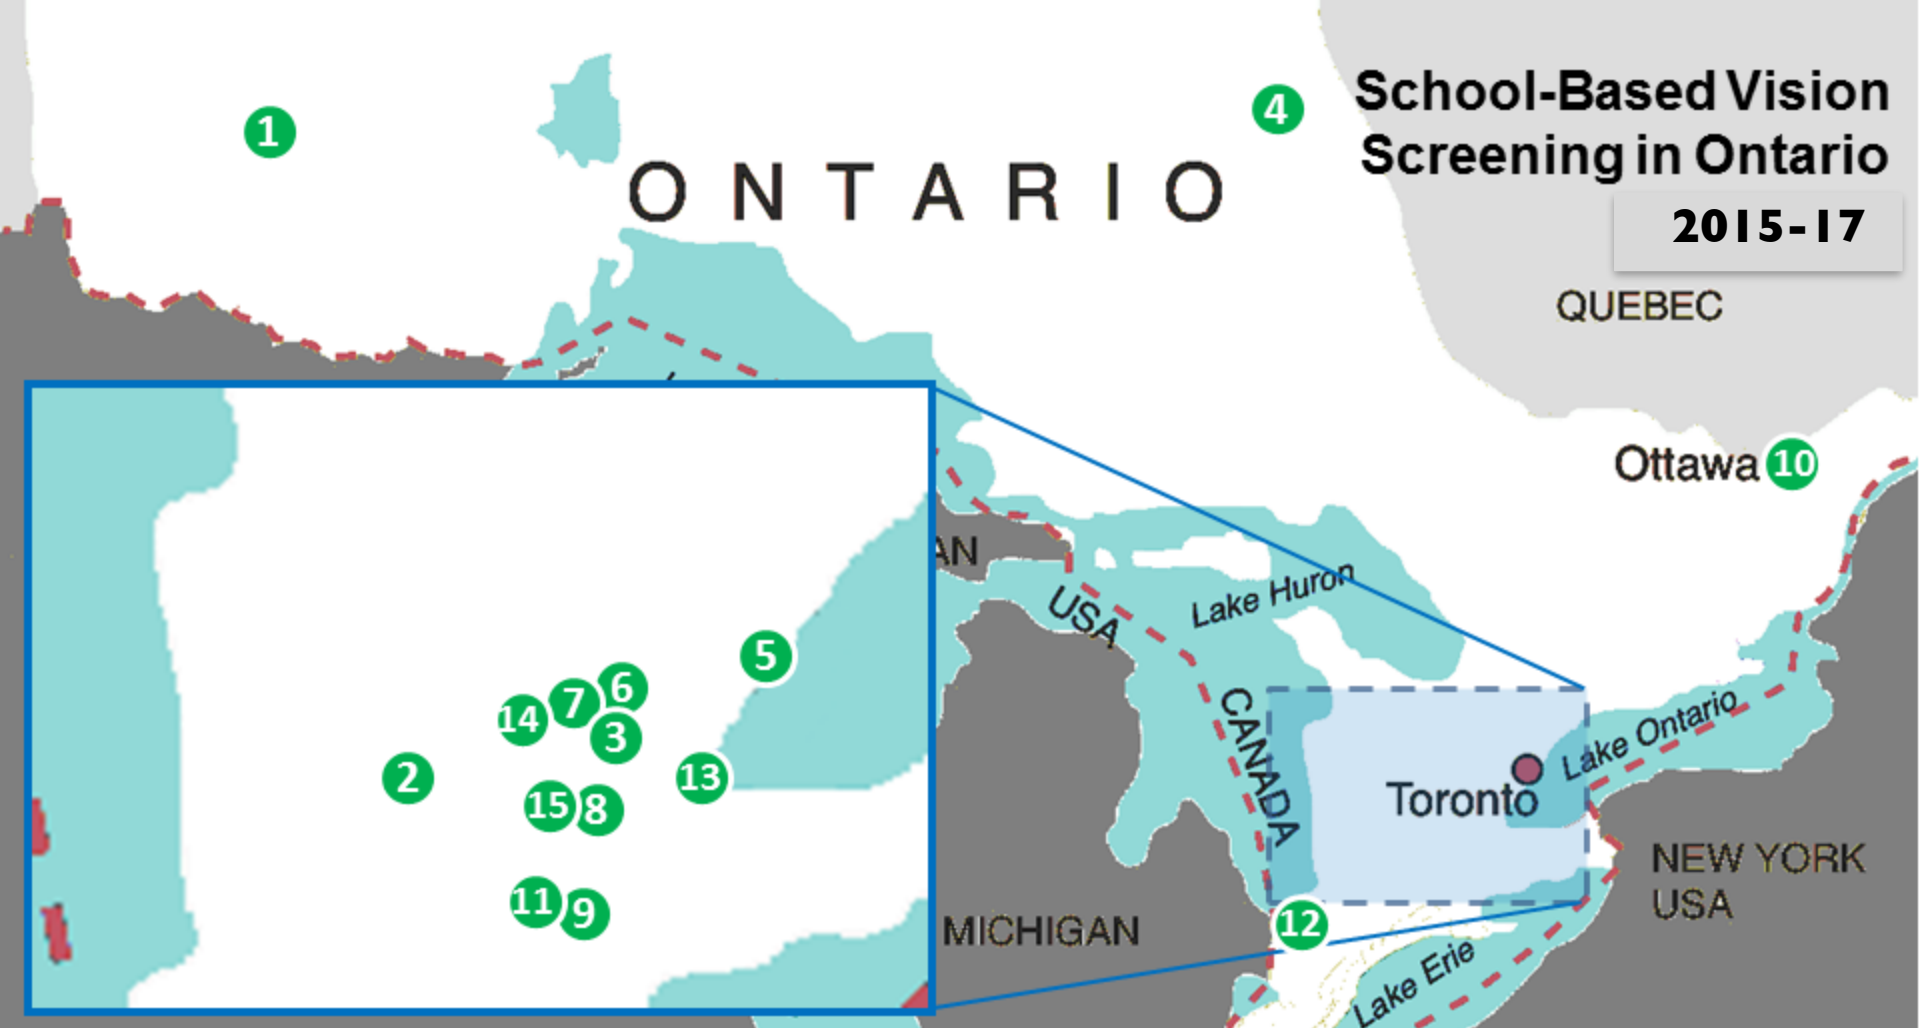 School-Based Vision
Screening in Ontario
2015-17
1
4
ONTARIO
QUEBEC
Ottawa 10
AN
USA
Lake Huron
CANADA
Lake Ontario
Toronto
NEW YORK
USA
MICHIGAN
12
Lake Erie
5
6
7
14
3
2
13
15
8
11
9